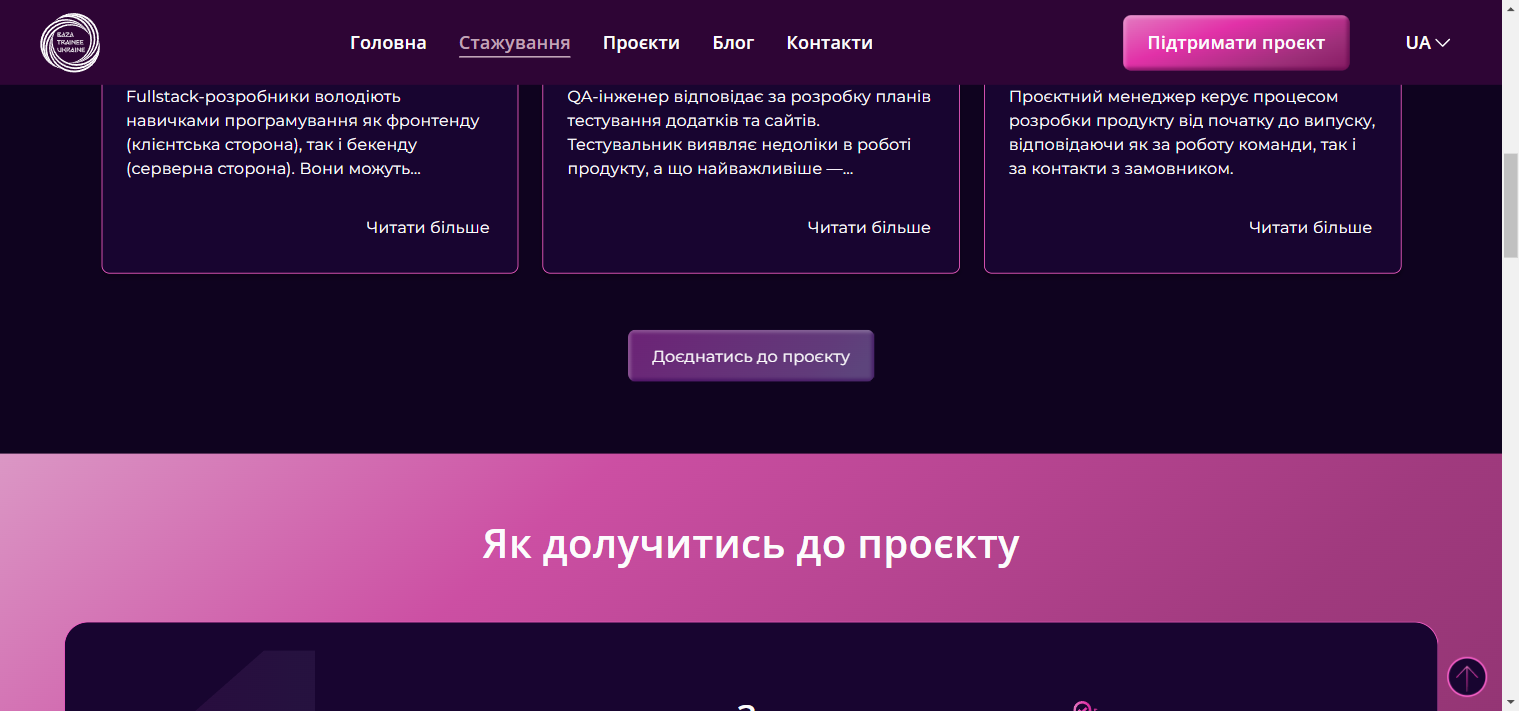 BAZA
TRAINEE
UKRAINE
Головна
Стажування
Проєкти
Блог
Контакти
Підтримати проєкт
UA
Fullstack-розробники володіють
навичками програмування як фронтенду
(клієнтська сторона), так і бекенду
(серверна сторона). Вони можуть...
Читати більше
QA-інженер відповідає за розробку планів
тестування додатків та сайтів.
Тестувальник виявляє недоліки в роботі
продукту, а що найважливіше —...
Читати більше
Проєктний менеджер керує процесом
розробки продукту від початку до випуску,
відповідаючи як за роботу команди, так і
за контакти з замовником.
Читати більше
Доєднатись до проєкту
Як долучитись до проєкту